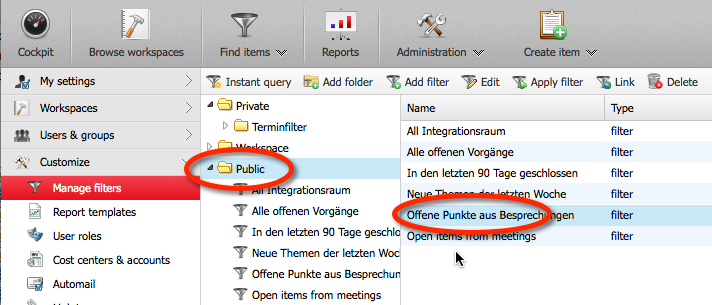 Cockpit
Browse workspaces
Find items
Reports
Administration
Create item
My settings
Workspaces
Users & groups
Customize
Manage filters
Report templates
User roles
Cost centers & accounts
Automail
Instant query
Add folder
Add filter
Edit
Apply filter
Link
Delete
Private
Terminfilter
Workspace
Public
All Integrationsraum
Alle offenen Vorgänge
In den letzten 90 Tage geschlo
Neue Themen der letzten Woche
Offene Punkte aus Besprechun
Open items from meetings
Name
Type
All Integrationsraum
filter
Alle offenen Vorgänge
filter
In den letzten 90 Tage geschlossen
filter
Neue Themen der letzten Woche
filter
Offene Punkte aus Besprechungen
filter
Open items from meetings
filter